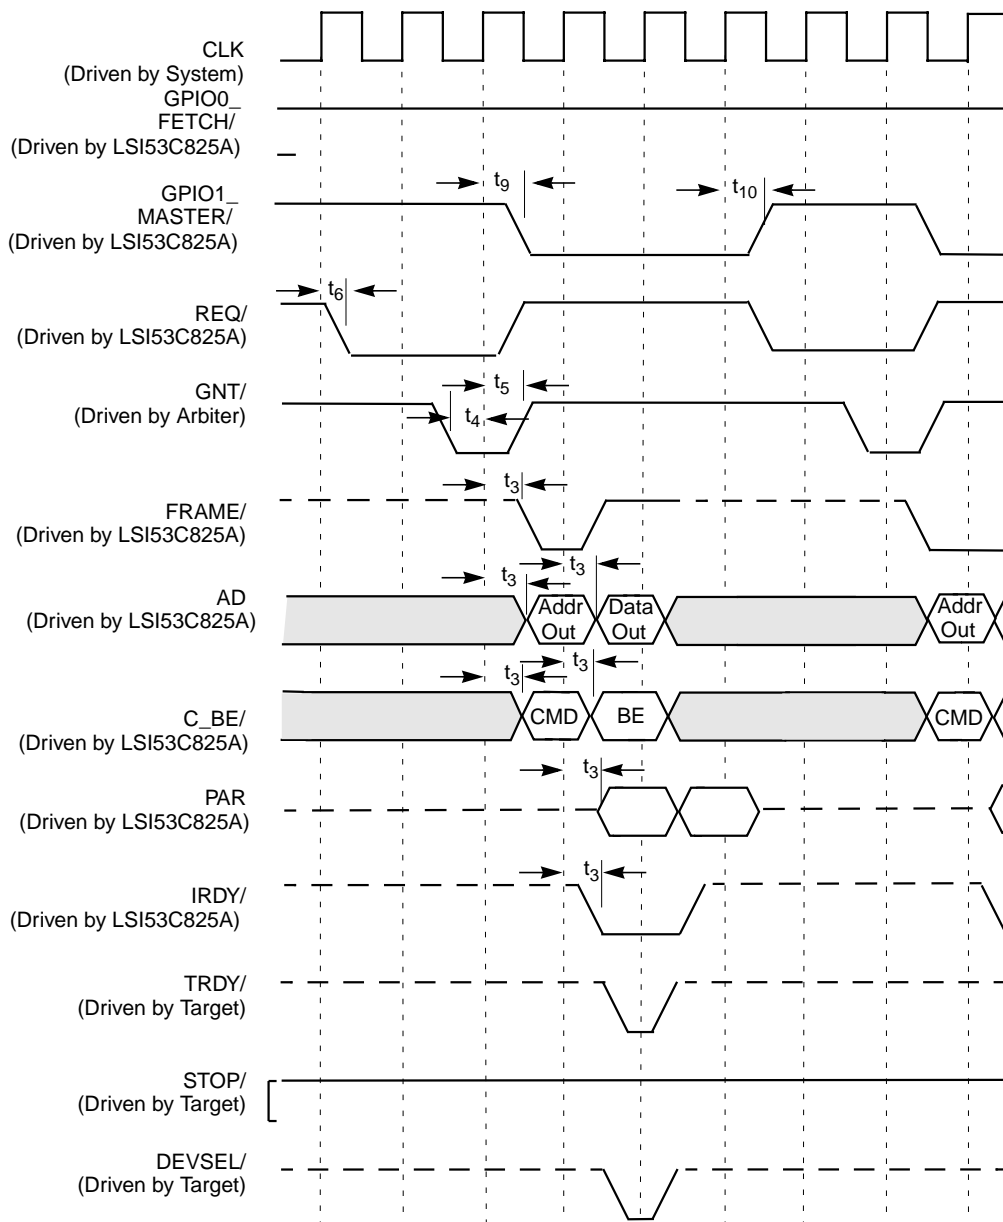 CLK
(Driven by System)
GPIO0_
FETCH/
(Driven by LSI53C825A)
t9
t10
GPIO1_
MASTER/
(Driven by LSI53C825A)
t6
REQ/
(Driven by LSI53C825A)
t5
GNT/
(Driven by Arbiter)
t4
t3
FRAME/
(Driven by LSI53C825A)
t3
t3
AD
(Driven by LSI53C825A)
Addr
Out
Data
Out
Addr
Out
t3
t3
C_BE/
(Driven by LSI53C825A)
CMD
BE
CMD
t3
PAR
(Driven by LSI53C825A)
t3
IRDY/
(Driven by LSI53C825A)
TRDY/
(Driven by Target)
STOP/
(Driven by Target)
DEVSEL/
(Driven by Target)